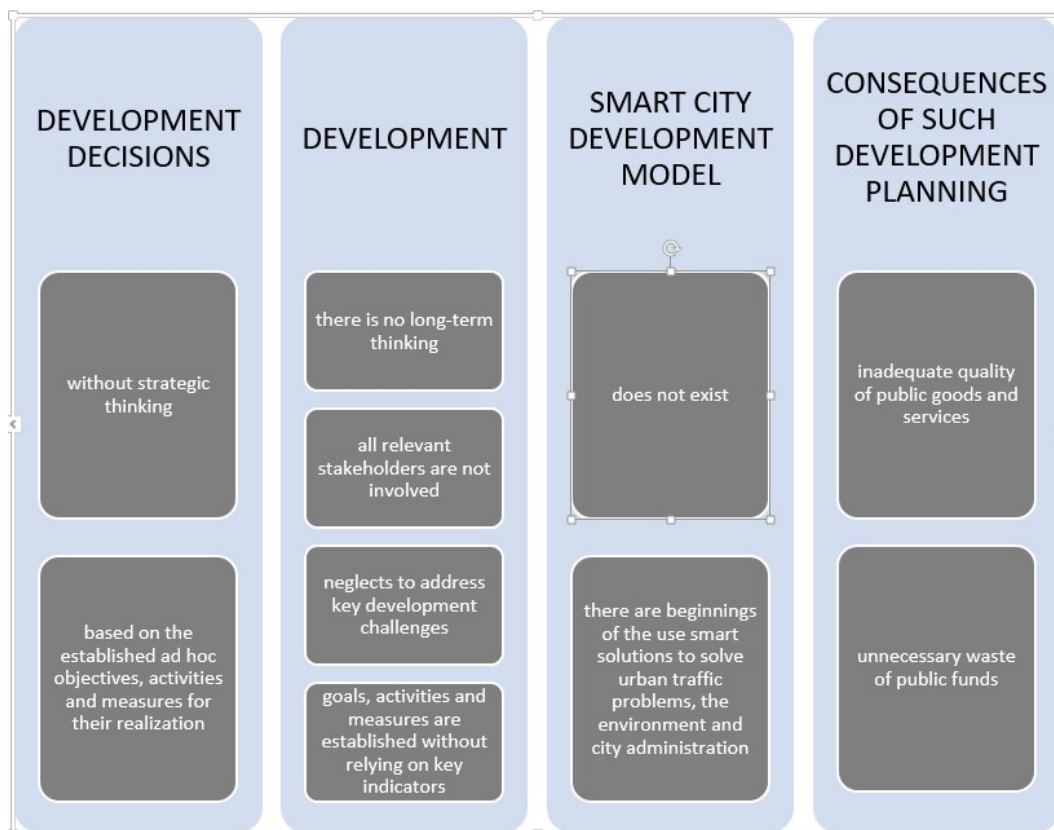 DEVELOPMENT
DECISIONS
without strategic
thinking
based on the
established ad hoc
objectives, activities
and measures for
their realization
DEVELOPMENT
there is no long-term
thinking
all relevant
stakeholders are not
involved
neglects to address
key development
challenges
goals, activities and
measures are
established without
relying on key
indicators
SMART CITY
DEVELOPMENT
MODEL
does not exist
there are beginnings
of the use smart
solutions to solve
urban traffic
problems, the
environment and
city administration
CONSEQUENCES
OF SUCH
DEVELOPMENT
PLANNING
inadequate quality
of public goods and
services
unnecessary waste
of public funds